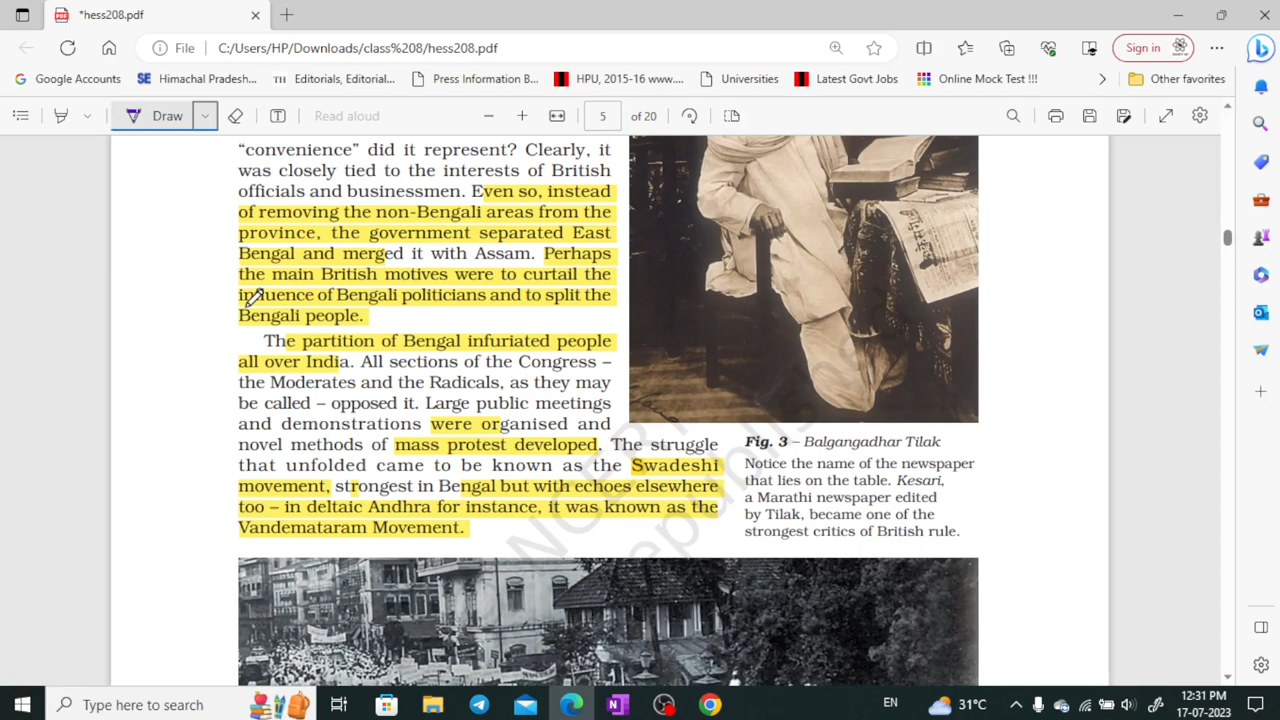 *hess208.pdf
File
C:/Users/HP/Downloads/class%208/hess208.pdf
Sign in
Google Accounts
SE Himachal Pradesh...
TH Editorials, Editorial...
Press Information B...
HPU, 2015-16 www....
Universities
Latest Govt Jobs
Online Mock Test !!!
Other favorites
Draw
Read aloud
5 of 20
“convenience” did it represent? Clearly, it
was closely tied to the interests of British
officials and businessmen. Even so, instead
of removing the non-Bengali areas from the
province, the government separated East
Bengal and merged it with Assam. Perhaps
the main British motives were to curtail the
influence of Bengali politicians and to split the
Bengali people.
The partition of Bengal infuriated people
all over India. All sections of the Congress –
the Moderates and the Radicals, as they may
be called – opposed it. Large public meetings
and demonstrations were organised and
novel methods of mass protest developed. The struggle
that unfolded came to be known as the Swadeshi
movement, strongest in Bengal but with echoes elsewhere
too – in deltaic Andhra for instance, it was known as the
Vandemataram Movement.
Fig. 3 – Balgangadhar Tilak
Notice the name of the newspaper
that lies on the table. Kesari,
a Marathi newspaper edited
by Tilak, became one of the
strongest critics of British rule.
NCERT
republis
Type here to search
EN
31°C
12:31 PM
17-07-2023